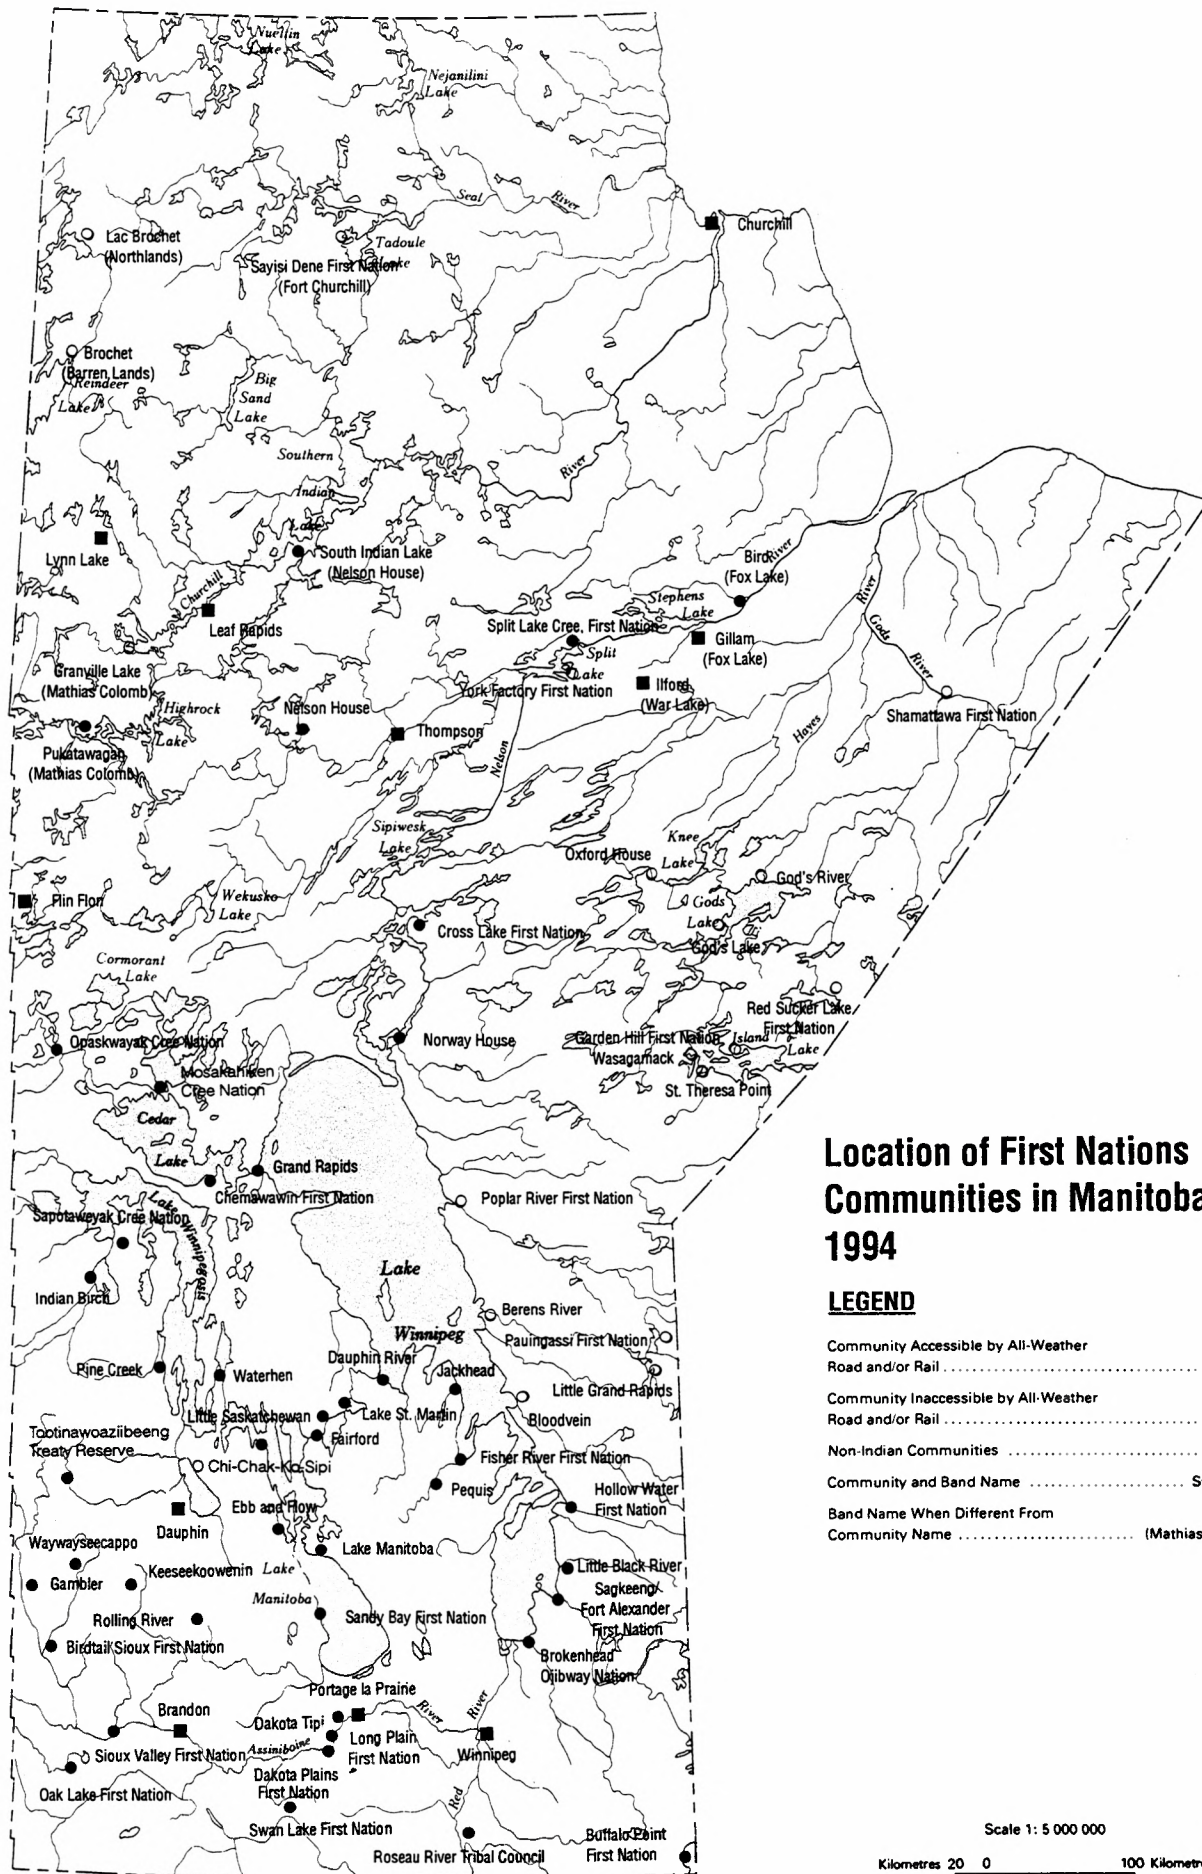 Nueltin
Lake
Nejanilini
Lake
Seal
River
Churchill
Lac Brochet
(Northlands)
Tadoule
Lake
Sayisi Dene First Nation
(Fort Churchill)
Brochet
(Barren Lands)
Reindeer
Lake
Big
Sand
Lake
Southern
Indian
Lake
River
Lynn Lake
South Indian Lake
(Nelson House)
Bird
River
(Fox Lake)
Churchill
Stephens
Lake
River
Leaf Rapids
Split Lake Cree, First Nation
Gillam
(Fox Lake)
Gods
River
Split
Lake
Granville Lake
(Mathias Colomb)
York Factory First Nation
Ilford
(War Lake)
Highrock
Lake
Nelson House
Shamattawa First Nation
Thompson
Hayes
Pukatawagan
(Mathias Colomb)
Nelson
Sipiwesk
Lake
Knee
Lake
Oxford House
God's River
Flin Flon
Wekusko
Lake
Gods
Lake
Cross Lake First Nation
God's Lake
Cormorant
Lake
Red Sucker Lake
First Nation
Opaskwayak Cree Nation
Norway House
Garden Hill First Nation
Island
Lake
Wasagamack
Mosakahiken
Cree Nation
St. Theresa Point
Cedar
Lake
Grand Rapids
Chemawawin First Nation
Poplar River First Nation
Location of First Nations
Communities in Manitoba
1994
Lake Winnipegosis
Sapotaweyak Cree Nation
Lake
Winnipeg
Indian Birch
LEGEND
Berens River
Pauingassi First Nation
Community Accessible by All-Weather
Road and/or Rail
Dauphin River
Pine Creek
Waterhen
Jackhead
Little Grand Rapids
Community Inaccessible by All-Weather
Road and/or Rail
Little Saskatchewan
Lake St. Martin
Bloodvein
Tootinawoaziibeeng
Treaty Reserve
Fairford
Non-Indian Communities
Chi-Chak-Ko-Sipi
Fisher River First Nation
Community and Band Name S
Pequis
Hollow Water
First Nation
Ebb and Flow
Band Name When Different From
Community Name (Mathias
Dauphin
Waywayseecappo
Lake Manitoba
Gambler
Keeseekoowenin
Lake
Manitoba
Little Black River
Sagkeeng/
Fort Alexander
First Nation
Rolling River
Sandy Bay First Nation
Birdtail Sioux First Nation
Brokenhead
Ojibway Nation
Portage la Prairie
Brandon
Dakota Tipi
River
River
Sioux Valley First Nation
Assiniboine
Long Plain
First Nation
Winnipeg
Oak Lake First Nation
Dakota Plains
First Nation
Red
Swan Lake First Nation
Buffalo Point
First Nation
Roseau River Tribal Council
Scale 1: 5 000 000
Kilometres 20 0 100 Kilometr